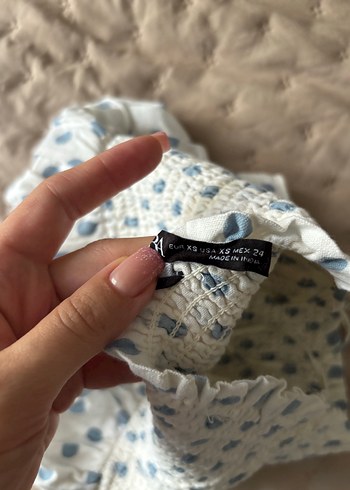 EUR XS USA XS MEX 24
MADE IN INDIA